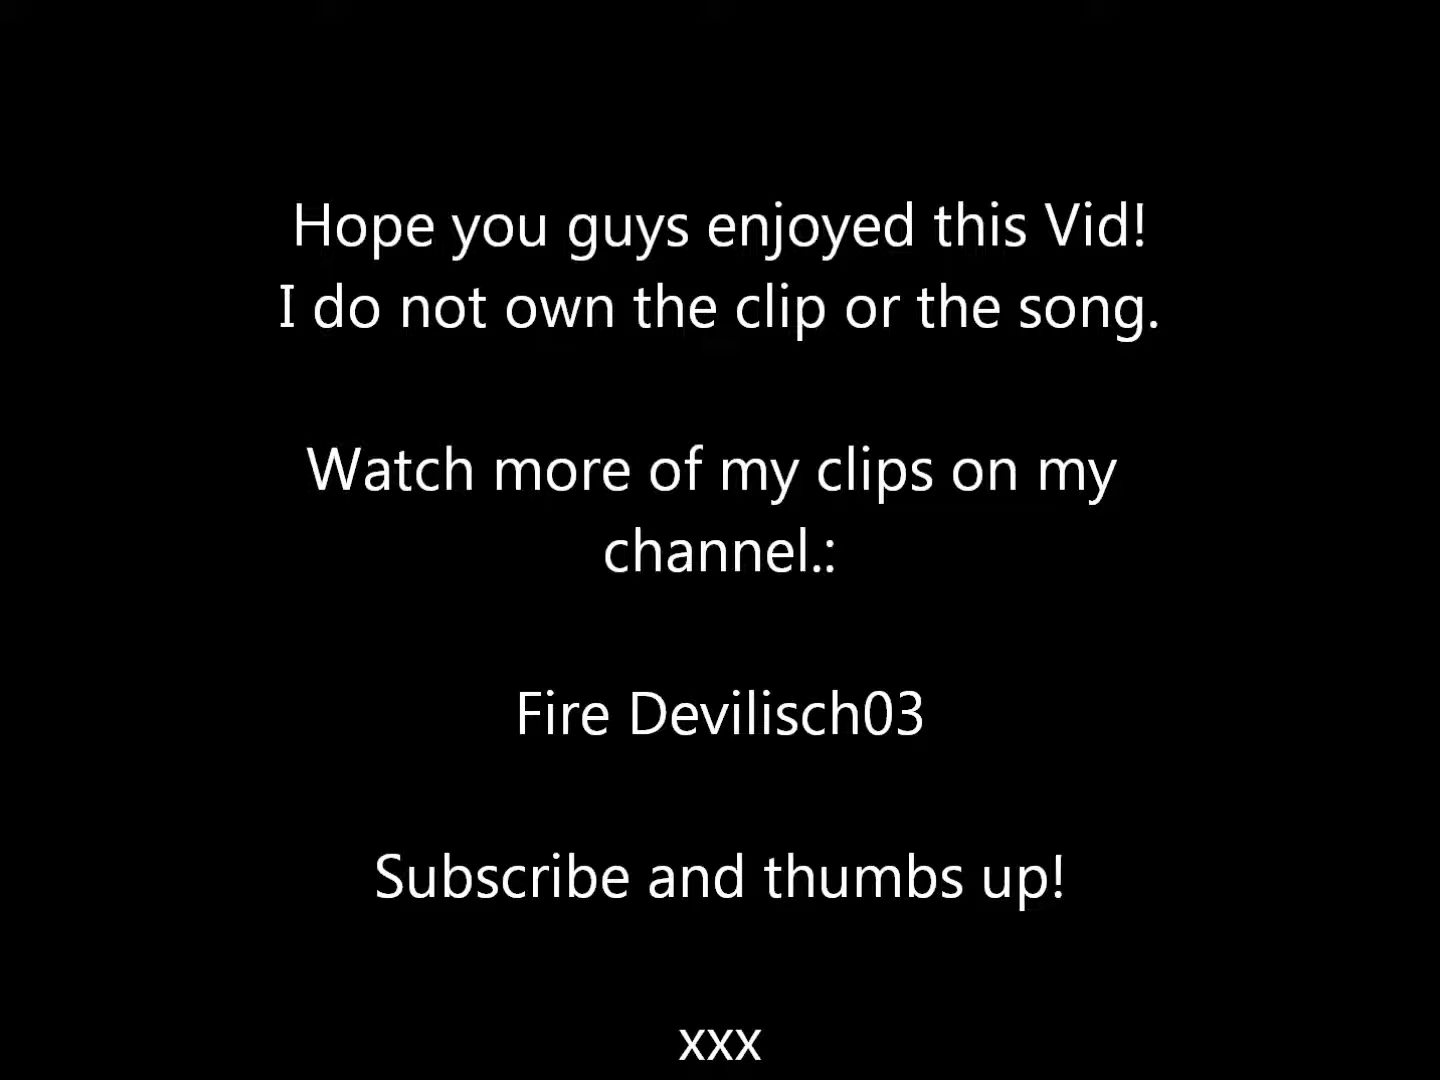 Hope you guys enjoyed this Vid!
I do not own the clip or the song.
Watch more of my clips on my
channel.:
Fire Devilisch03
Subscribe and thumbs up!
xxx